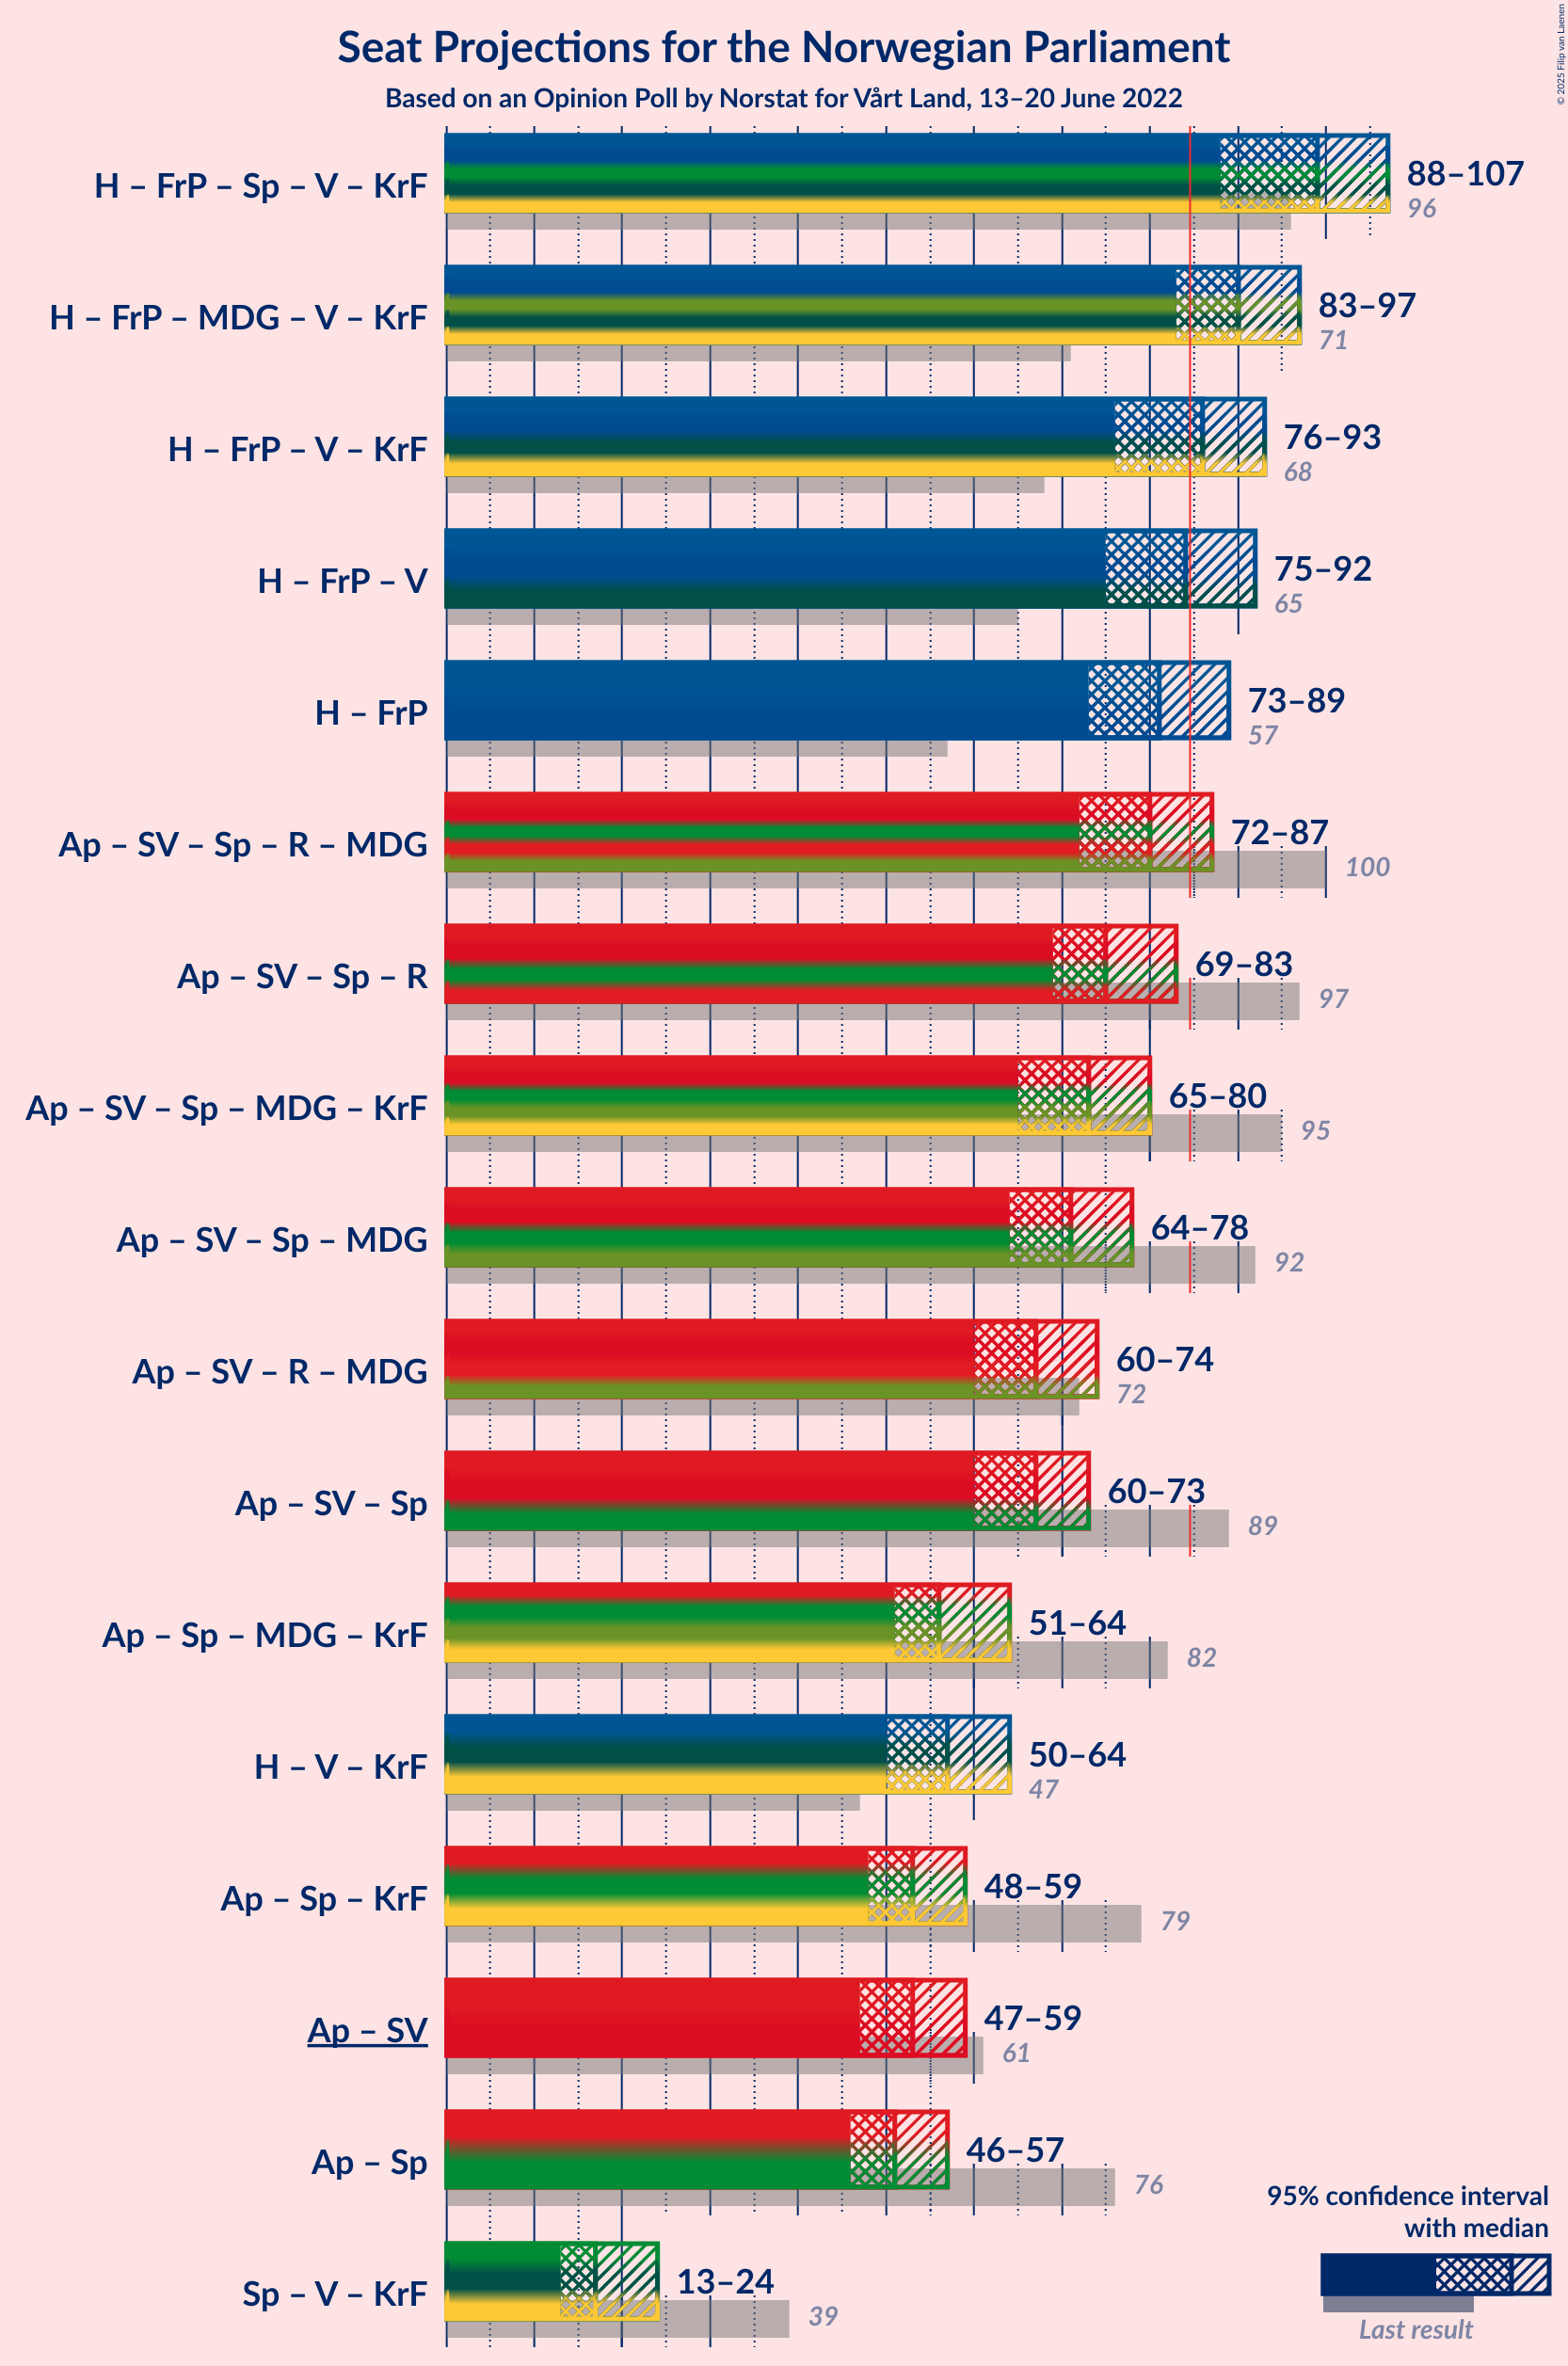 Seat Projections for the Norwegian Parliament
Based on an Opinion Poll by Norstat for Vårt Land, 13–20 June 2022
© 2025 Filip van Laenen
H – FrP – Sp – V – KrF
88–107
96
H – FrP – MDG – V – KrF
83–97
71
H – FrP – V – KrF
76–93
68
H – FrP – V
75–92
65
H – FrP
73–89
57
Ap – SV – Sp – R – MDG
72–87
100
Ap – SV – Sp – R
69–83
97
Ap – SV – Sp – MDG – KrF
65–80
95
Ap – SV – Sp – MDG
64–78
92
Ap – SV – R – MDG
60–74
72
Ap – SV – Sp
60–73
89
Ap – Sp – MDG – KrF
51–64
82
H – V – KrF
50–64
47
Ap – Sp – KrF
48–59
79
Ap – SV
47–59
61
Ap – Sp
46–57
76
Sp – V – KrF
13–24
39
95% confidence interval
with median
Last result